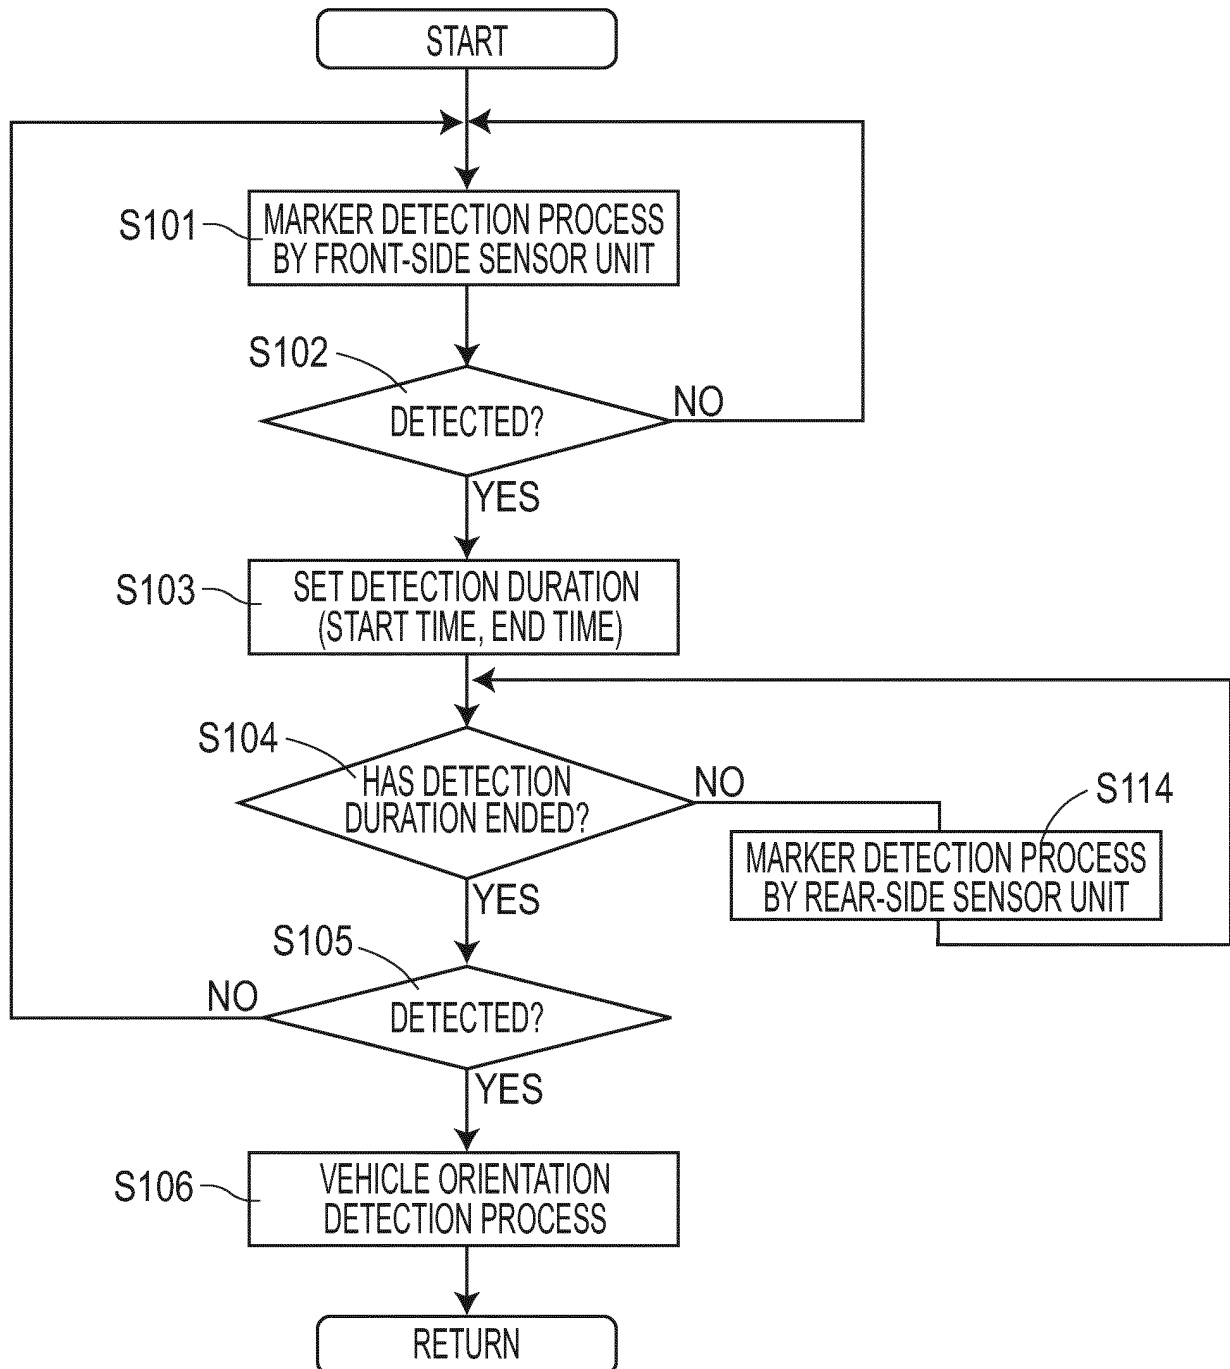 START
S101
MARKER DETECTION PROCESS
BY FRONT-SIDE SENSOR UNIT
S102
DETECTED?
NO
YES
S103
SET DETECTION DURATION
(START TIME, END TIME)
S104
HAS DETECTION
DURATION ENDED?
NO
S114
MARKER DETECTION PROCESS
BY REAR-SIDE SENSOR UNIT
YES
S105
NO
DETECTED?
YES
S106
VEHICLE ORIENTATION
DETECTION PROCESS
RETURN